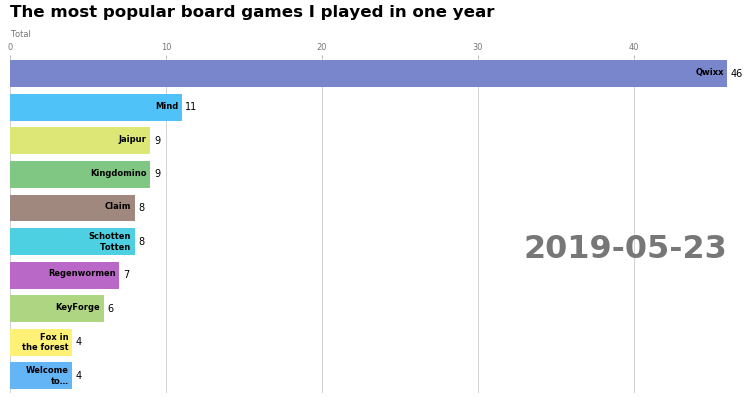 The most popular board games I played in one year
Total
0 10 20 30 40
Qwixx 46
Mind 11
Jaipur 9
Kingdomino 9
Claim 8
Schotten
Totten 8
2019-05-23
Regenwormen 7
KeyForge 6
Fox in
the forest 4
Welcome
to... 4